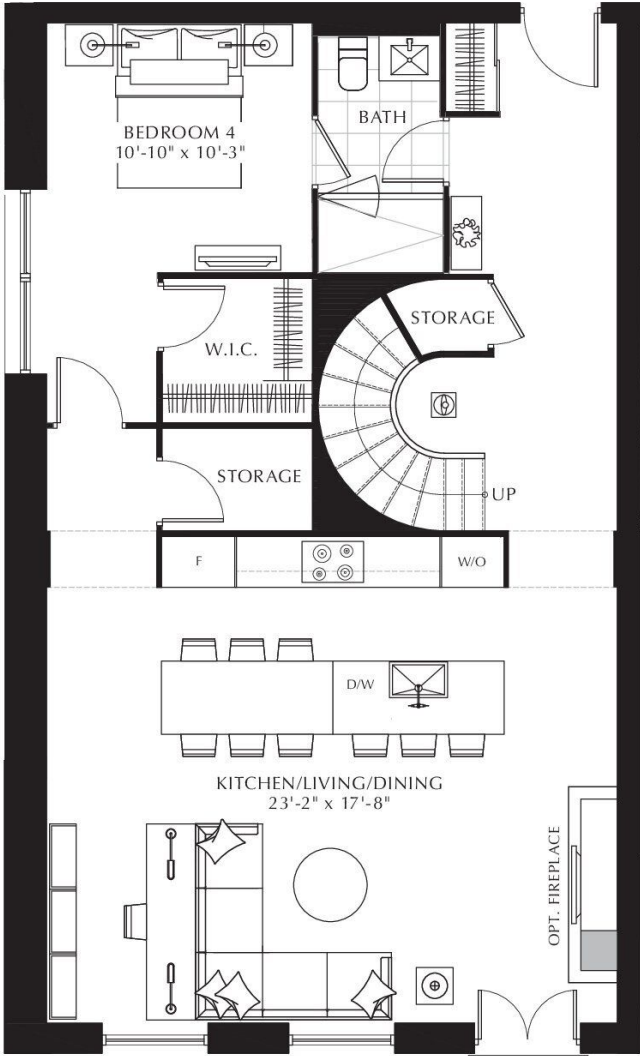 BEDROOM 4
10'-10" x 10'-3"
BATH
STORAGE
W.I.C.
STORAGE
UP
F
W/O
D/W
KITCHEN/LIVING/DINING
23'-2" x 17'-8"
OPT. FIREPLACE